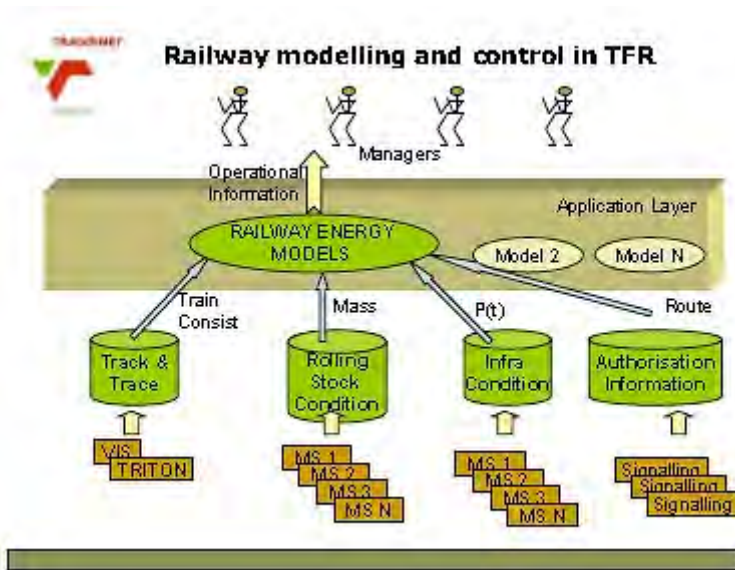 Railway modelling and control in TFR
Managers
Operational
Information
Application Layer
RAILWAY ENERGY
MODELS
Model 2
Model N
Train
Consist
Mass
P(t)
Route
Track &
Trace
Rolling
Stock
Condition
Infra
Condition
Authorisation
Information
VIS
TRITON
MS 1
MS 2
MS 3
MS N
MS 1
MS 2
MS 3
MS N
Signalling
Signalling
Signalling